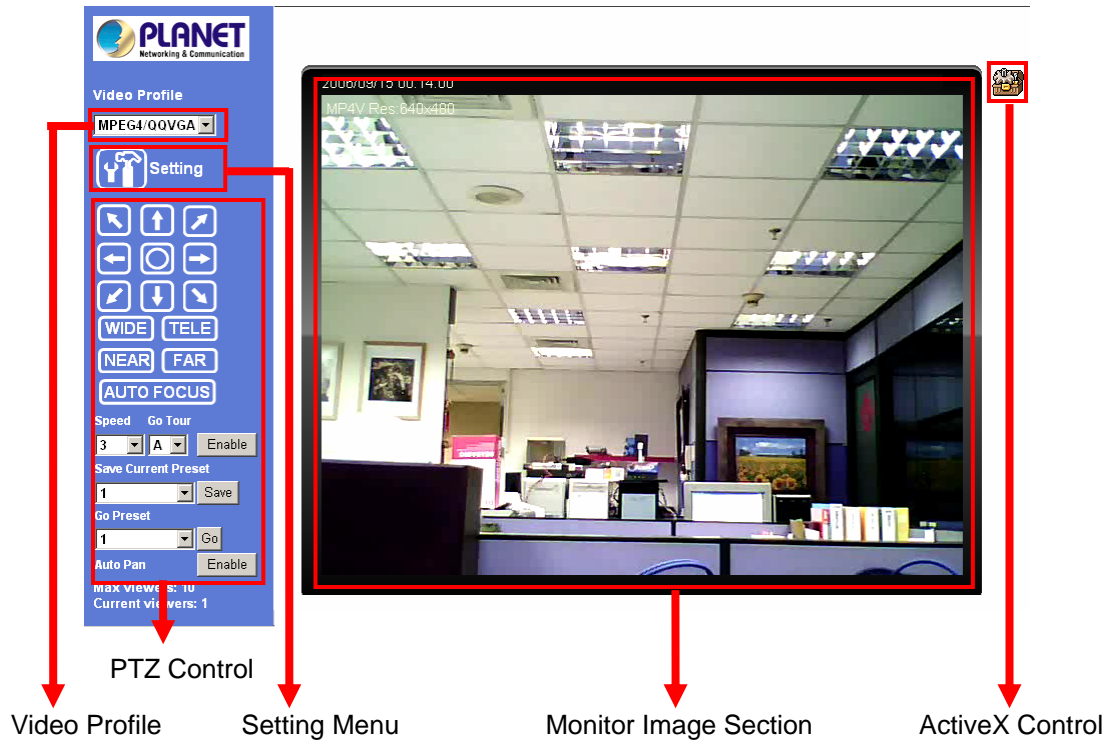 PLANET
Networking & Communication
Video Profile
MPEG4/QQVGA
Setting
WIDE TELE
NEAR FAR
AUTO FOCUS
Speed Go Tour
3 A Enable
Save Current Preset
1 Save
Go Preset
1 Go
Auto Pan Enable
Max viewers: 10
Current viewers: 1
2006/09/15 00:14:00
MP4V Res:640x480
PTZ Control
Video Profile
Setting Menu
Monitor Image Section
ActiveX Control